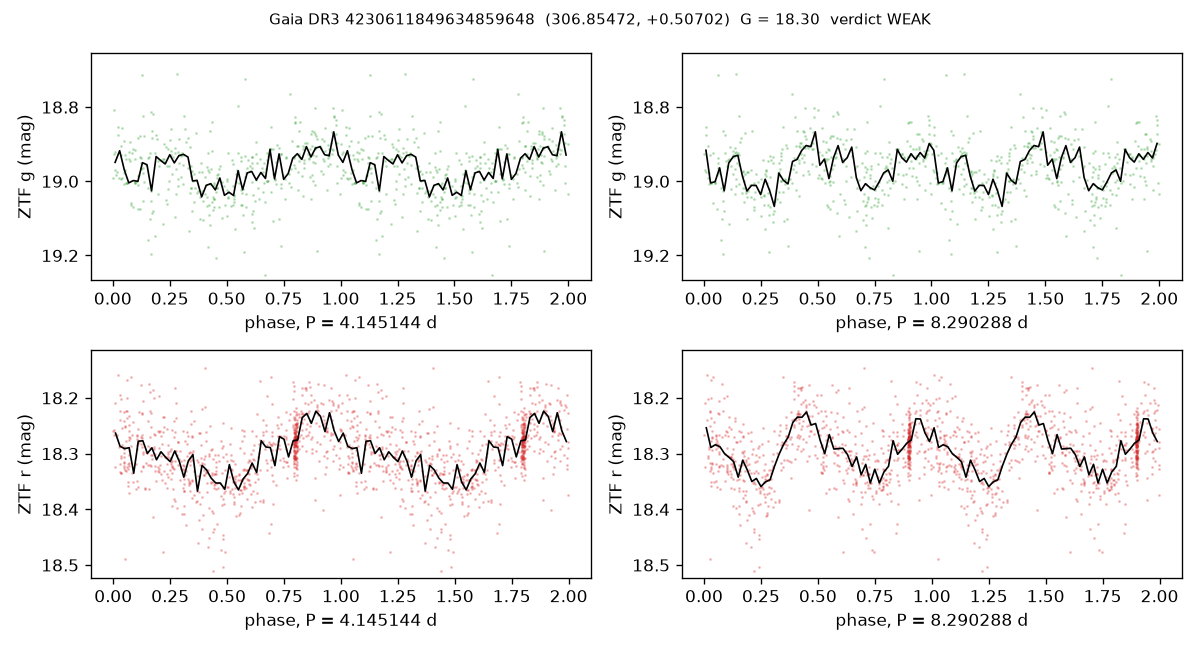 Gaia DR3 4230611849634859648  (306.85472, +0.50702)  G = 18.30  verdict WEAK
ZTF g (mag)
18.8
19.0
19.2
0.00 0.25 0.50 0.75 1.00 1.25 1.50 1.75 2.00
phase, P = 4.145144 d
ZTF g (mag)
18.8
19.0
19.2
0.00 0.25 0.50 0.75 1.00 1.25 1.50 1.75 2.00
phase, P = 8.290288 d
ZTF r (mag)
18.2
18.3
18.4
18.5
0.00 0.25 0.50 0.75 1.00 1.25 1.50 1.75 2.00
phase, P = 4.145144 d
ZTF r (mag)
18.2
18.3
18.4
18.5
0.00 0.25 0.50 0.75 1.00 1.25 1.50 1.75 2.00
phase, P = 8.290288 d